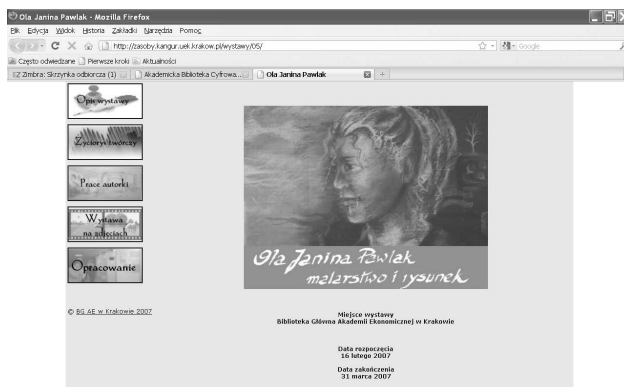 Ola Janina Pawlak - Mozilla Firefox
Plik Edycja Widok Historia Zakładki Narzędzia Pomoc
http://zasoby.kangur.uek.krakow.pl/wystawy/05/
Google
Często odwiedzane Pierwsze kroki Aktualności
Zimbra: Skrzynka odbiorcza (1)
Akademicka Biblioteka Cyfrowa...
Ola Janina Pawlak
Opis wystawy
Życiorys twórczy
Prace autorki
Wystawa
na zdjęciach
Opracowanie
© BG AE w Krakowie 2007
Ola Janina Pawlak
malarstwo i rysunek
Miejsce wystawy
Biblioteka Główna Akademii Ekonomicznej w Krakowie
Data rozpoczęcia
16 lutego 2007
Data zakończenia
31 marca 2007